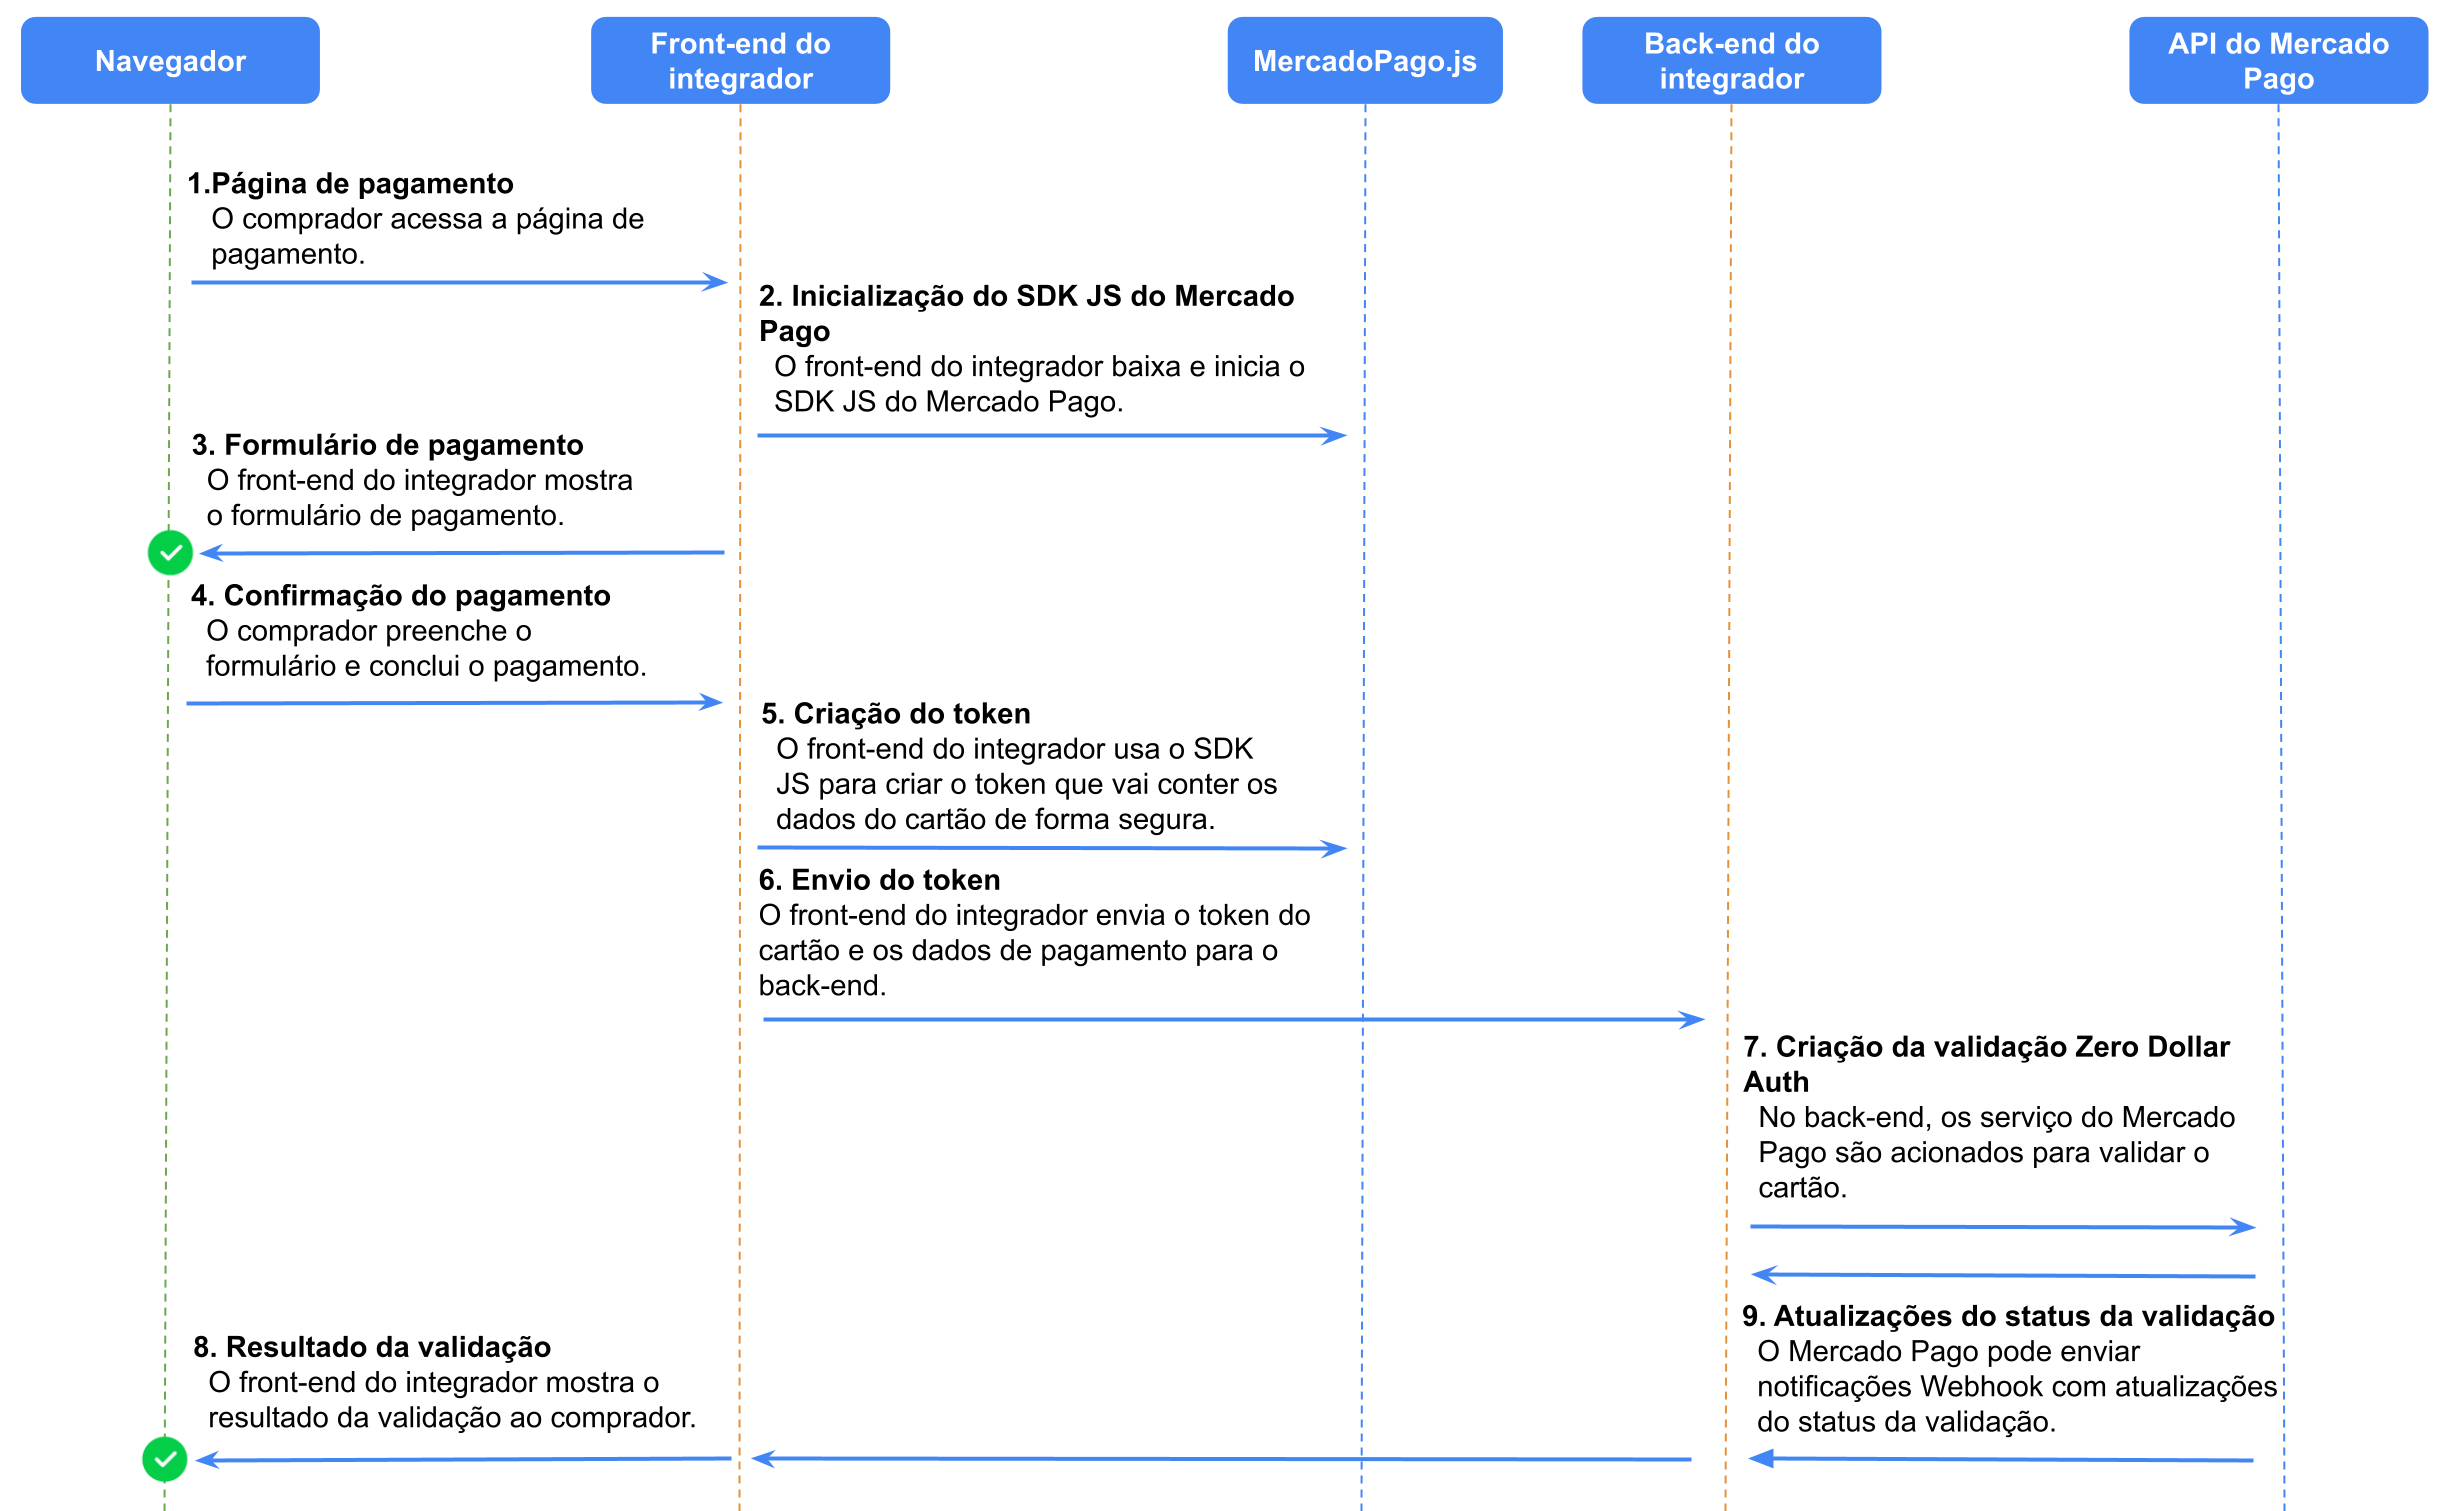 Navegador
Front-end do
integrador
MercadoPago.js
Back-end do
integrador
API do Mercado
Pago
1.Página de pagamento
O comprador acessa a página de
pagamento.
2. Inicialização do SDK JS do Mercado
Pago
O front-end do integrador baixa e inicia o
SDK JS do Mercado Pago.
3. Formulário de pagamento
O front-end do integrador mostra
o formulário de pagamento.
4. Confirmação do pagamento
O comprador preenche o
formulário e conclui o pagamento.
5. Criação do token
O front-end do integrador usa o SDK
JS para criar o token que vai conter os
dados do cartão de forma segura.
6. Envio do token
O front-end do integrador envia o token do
cartão e os dados de pagamento para o
back-end.
7. Criação da validação Zero Dollar
Auth
No back-end, os serviço do Mercado
Pago são acionados para validar o
cartão.
8. Resultado da validação
O front-end do integrador mostra o
resultado da validação ao comprador.
9. Atualizações do status da validação
O Mercado Pago pode enviar
notificações Webhook com atualizações
do status da validação.